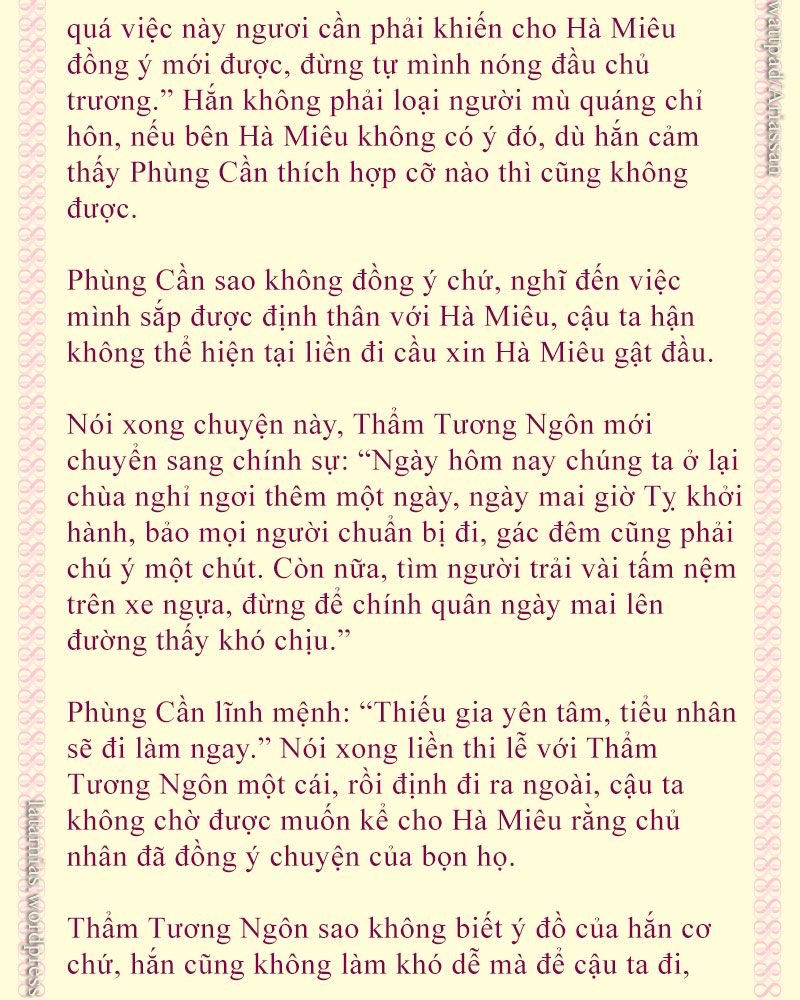 quá việc này ngươi cần phải khiến cho Hà Miêu
đồng ý mới được, đừng tự mình nóng đầu chủ
trương.” Hắn không phải loại người mù quáng chỉ
hôn, nếu bên Hà Miêu không có ý đó, dù hắn cảm
thấy Phùng Cần thích hợp cỡ nào thì cũng không
được.
Phùng Cần sao không đồng ý chứ, nghĩ đến việc
mình sắp được định thân với Hà Miêu, cậu ta hận
không thể hiện tại liền đi cầu xin Hà Miêu gật đầu.
Nói xong chuyện này, Thẩm Tương Ngôn mới
chuyển sang chính sự: “Ngày hôm nay chúng ta ở lại
chùa nghỉ ngơi thêm một ngày, ngày mai giờ Tỵ khởi
hành, bảo mọi người chuẩn bị đi, gác đêm cũng phải
chú ý một chút. Còn nữa, tìm người trải vài tấm nệm
trên xe ngựa, đừng để chính quân ngày mai lên
đường thấy khó chịu.”
Phùng Cần lĩnh mệnh: “Thiếu gia yên tâm, tiểu nhân
sẽ đi làm ngay.” Nói xong liền thi lễ với Thẩm
Tương Ngôn một cái, rồi định đi ra ngoài, cậu ta
không chờ được muốn kể cho Hà Miêu rằng chủ
nhân đã đồng ý chuyện của bọn họ.
Thẩm Tương Ngôn sao không biết ý đồ của hắn cơ
chứ, hắn cũng không làm khó dễ mà để cậu ta đi,
wattpad/Ariassan
latarnias.wordpress